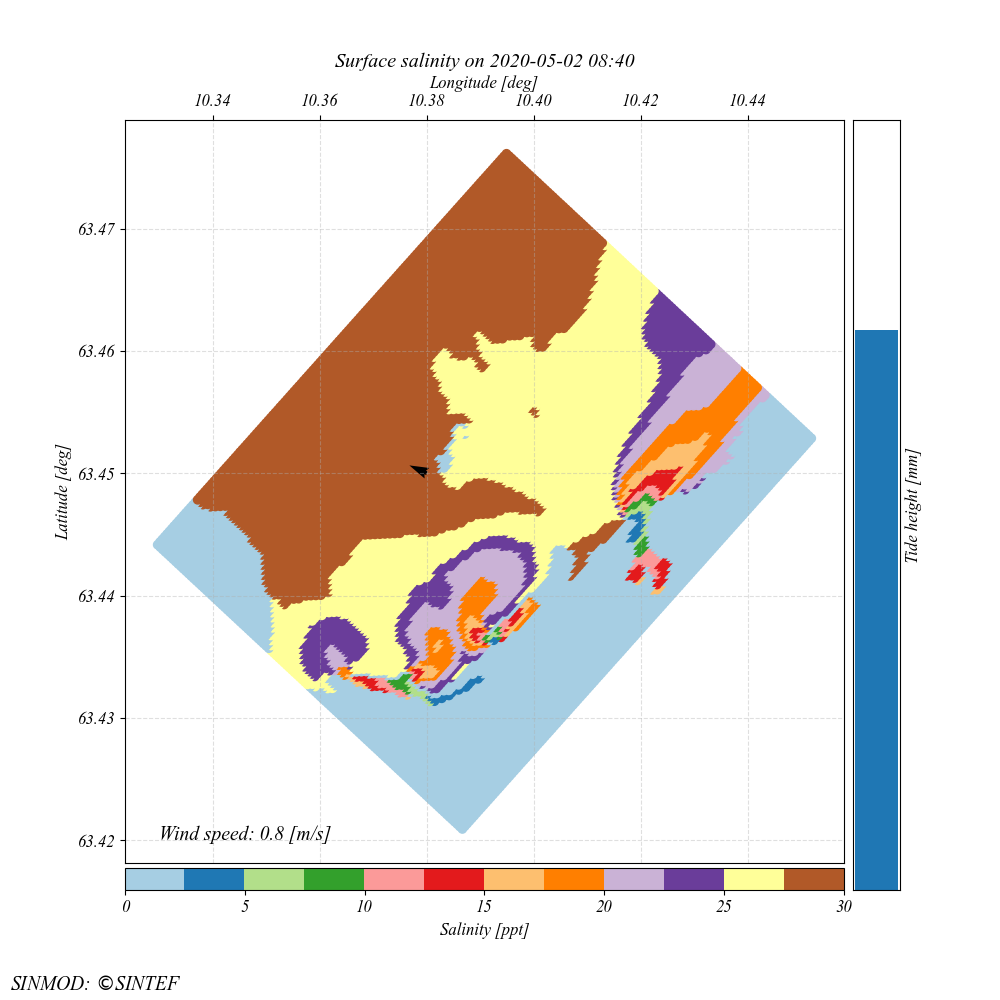 Surface salinity on 2020-05-02 08:40
Longitude [deg]
10.34 10.36 10.38 10.40 10.42 10.44
63.47
63.46
63.45
63.44
63.43
63.42
Latitude [deg]
Tide height [mm]
Wind speed: 0.8 [m/s]
0 5 10 15 20 25 30
Salinity [ppt]
SINMOD: ©SINTEF